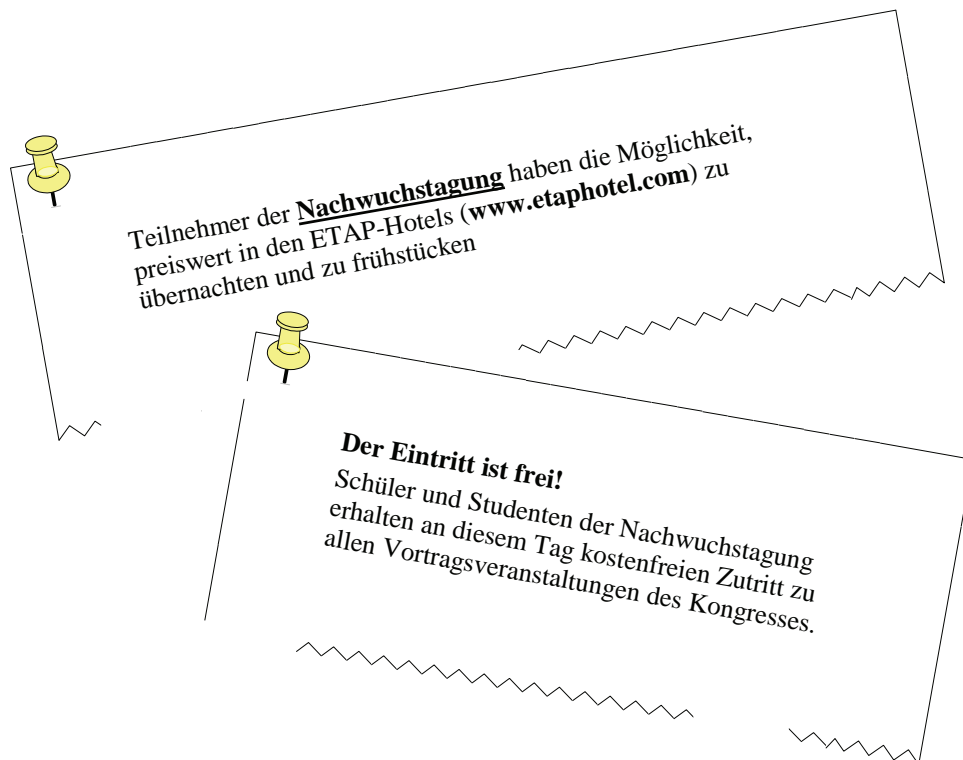 Teilnehmer der Nachwuchstagung haben die Möglichkeit,
preiswert in den ETAP-Hotels (www.etaphotel.com) zu
übernachten und zu frühstücken
Der Eintritt ist frei!
Schüler und Studenten der Nachwuchstagung
erhalten an diesem Tag kostenfreien Zutritt zu
allen Vortragsveranstaltungen des Kongresses.